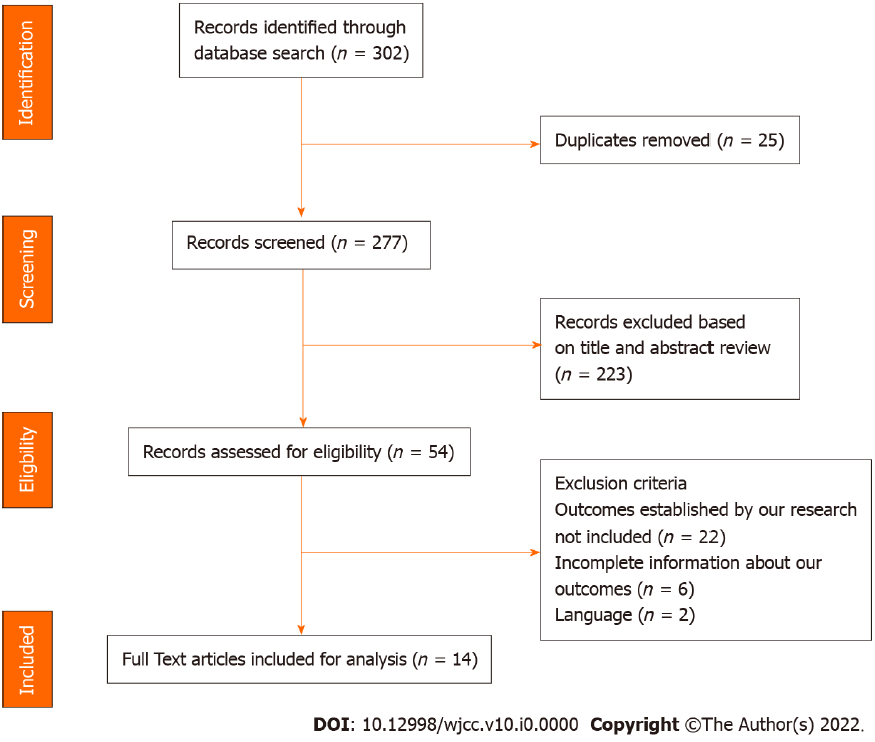 Identification
Records identified through
database search (n = 302)
Duplicates removed (n = 25)
Screening
Records screened (n = 277)
Records excluded based
on title and abstract review
(n = 223)
Eligbility
Records assessed for eligibility (n = 54)
Exclusion criteria
Outcomes established by our research
not included (n = 22)
Incomplete information about our
outcomes (n = 6)
Language (n = 2)
Included
Full Text articles included for analysis (n = 14)
DOI: 10.12998/wjcc.v10.i0.0000 Copyright ©The Author(s) 2022.